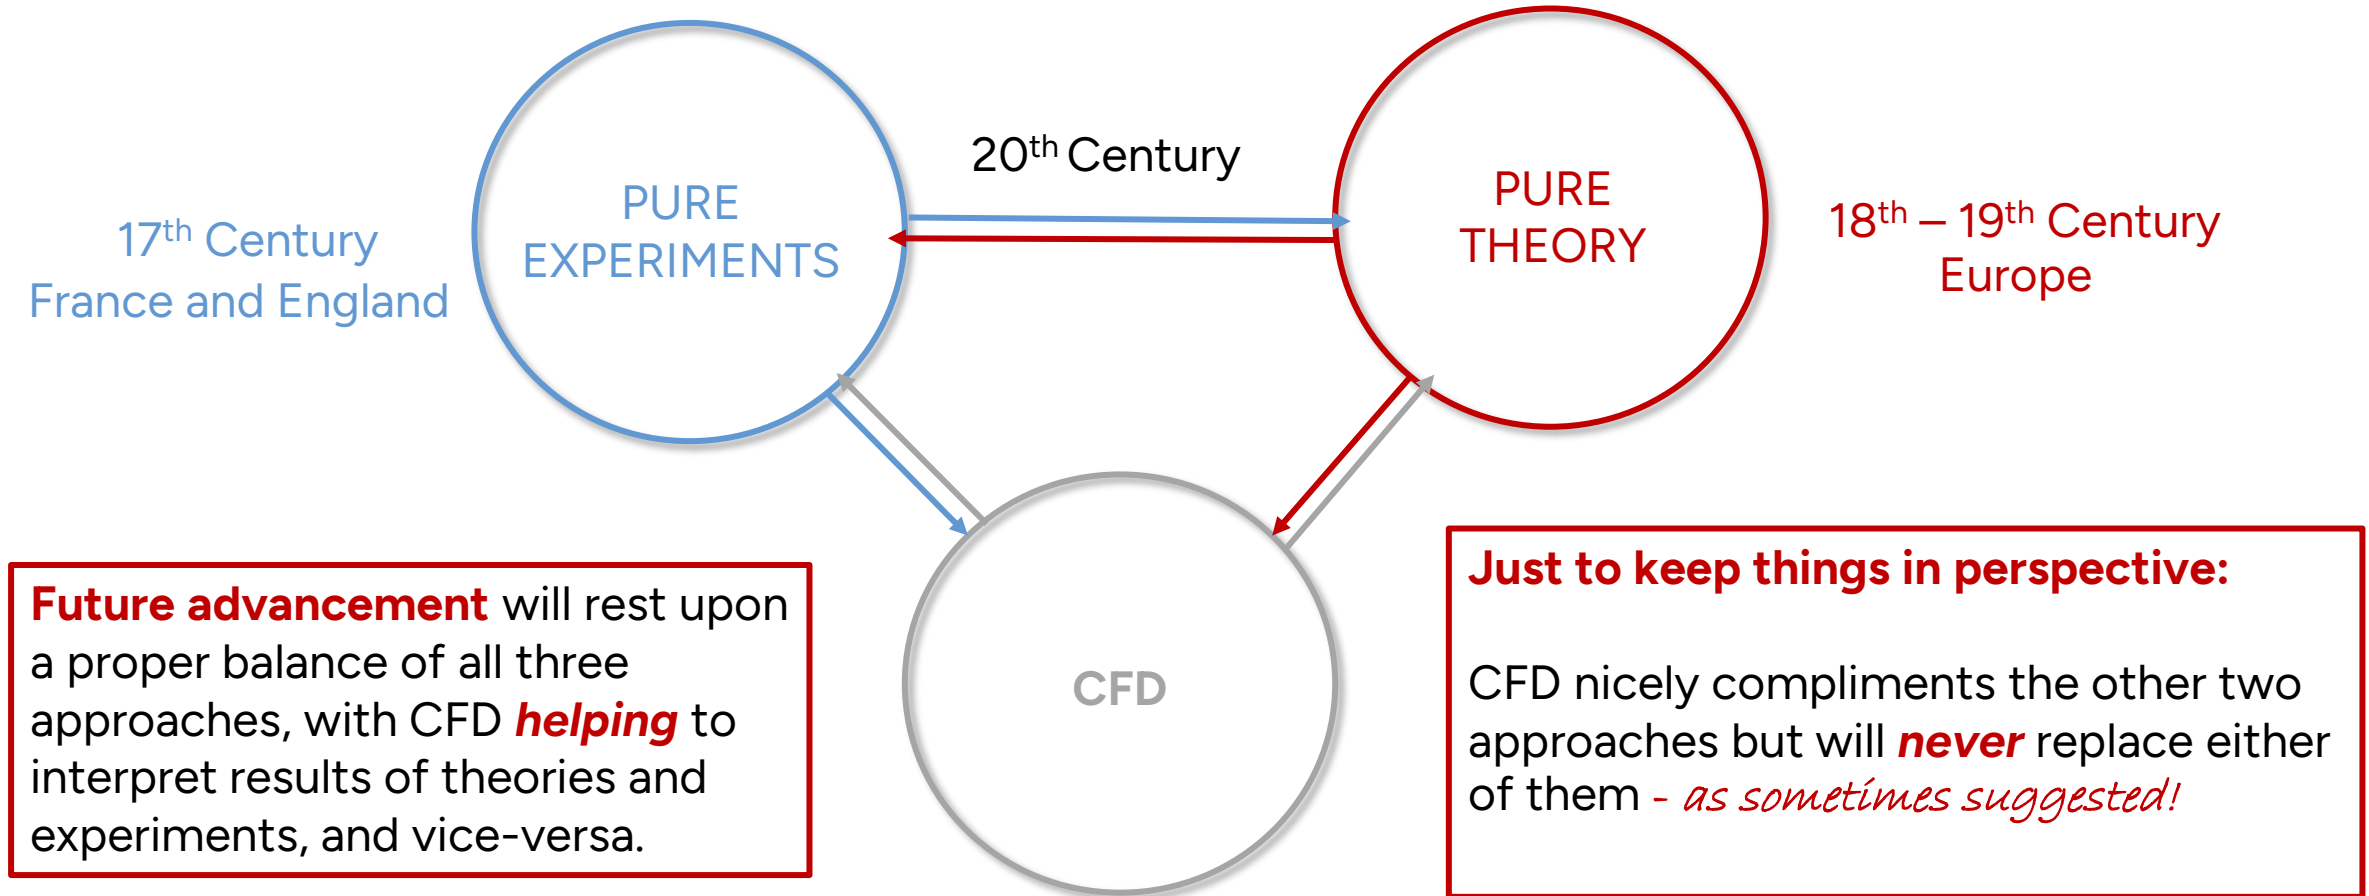 20th Century
PURE
EXPERIMENTS
PURE
THEORY
17th Century
France and England
18th – 19th Century
Europe
CFD
Future advancement will rest upon
a proper balance of all three
approaches, with CFD helping to
interpret results of theories and
experiments, and vice-versa.
Just to keep things in perspective:
CFD nicely compliments the other two
approaches but will never replace either
of them - as sometimes suggested!